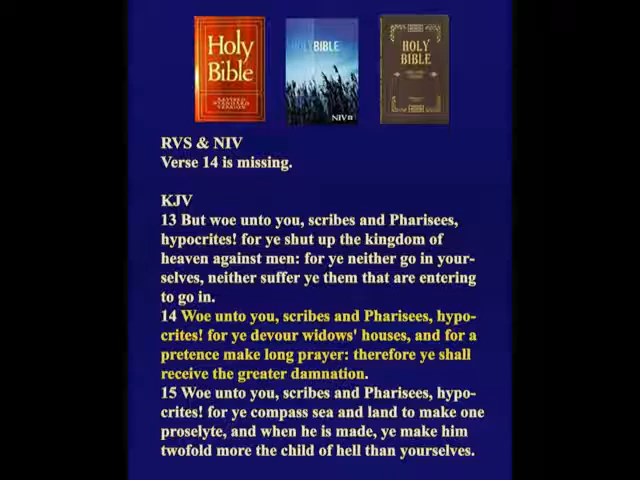 Holy
Bible
REVISED
STANDARD
VERSION
HOLY BIBLE
NIV
HOLY
BIBLE
RVS & NIV
Verse 14 is missing.
KJV
13 But woe unto you, scribes and Pharisees,
hypocrites! for ye shut up the kingdom of
heaven against men: for ye neither go in your-
selves, neither suffer ye them that are entering
to go in.
14 Woe unto you, scribes and Pharisees, hypo-
crites! for ye devour widows' houses, and for a
pretence make long prayer: therefore ye shall
receive the greater damnation.
15 Woe unto you, scribes and Pharisees, hypo-
crites! for ye compass sea and land to make one
proselyte, and when he is made, ye make him
twofold more the child of hell than yourselves.